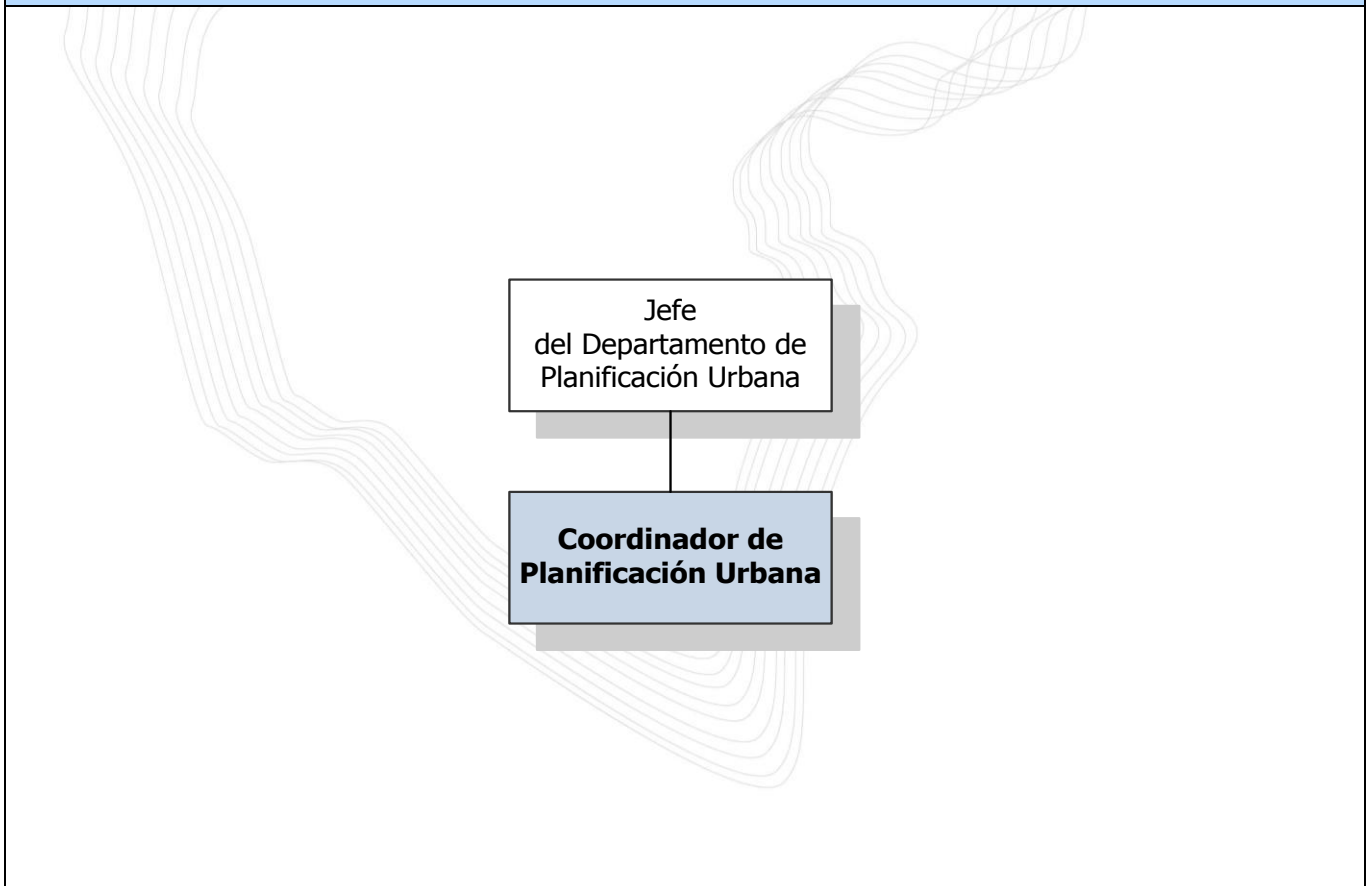 Jefe
del Departamento de
Planificación Urbana
Coordinador de
Planificación Urbana